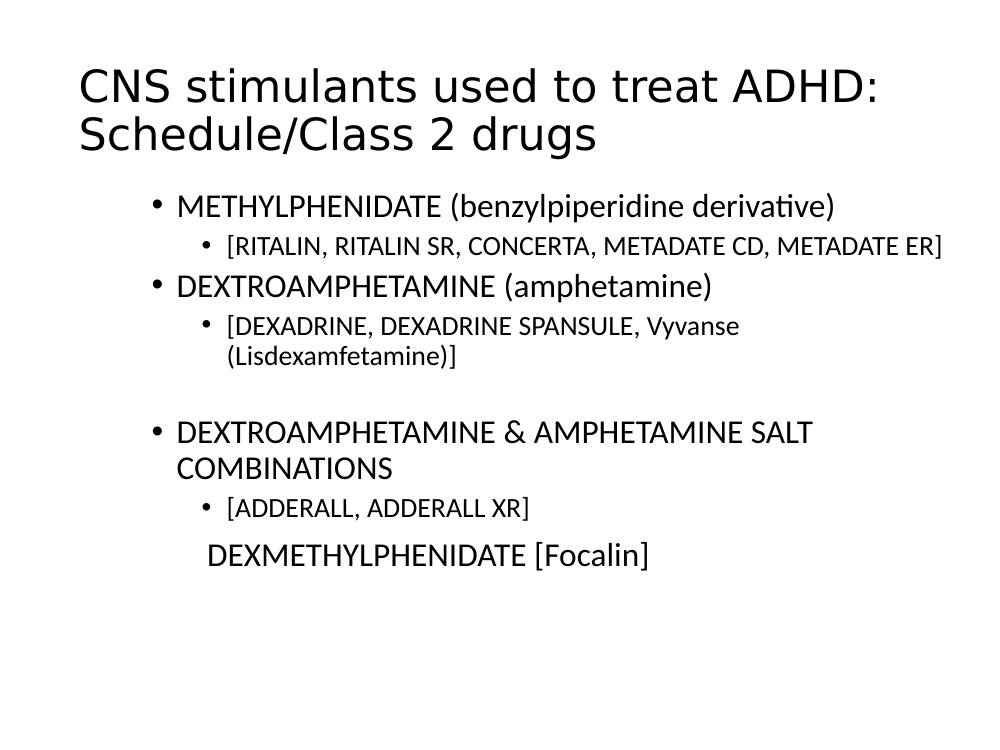 CNS stimulants used to treat ADHD:
Schedule/Class 2 drugs
• METHYLPHENIDATE (benzylpiperidine derivative)
• [RITALIN, RITALIN SR, CONCERTA, METADATE CD, METADATE ER]
• DEXTROAMPHETAMINE (amphetamine)
• [DEXADRINE, DEXADRINE SPANSULE, Vyvanse
(Lisdexamfetamine)]
• DEXTROAMPHETAMINE & AMPHETAMINE SALT
COMBINATIONS
• [ADDERALL, ADDERALL XR]
DEXMETHYLPHENIDATE [Focalin]